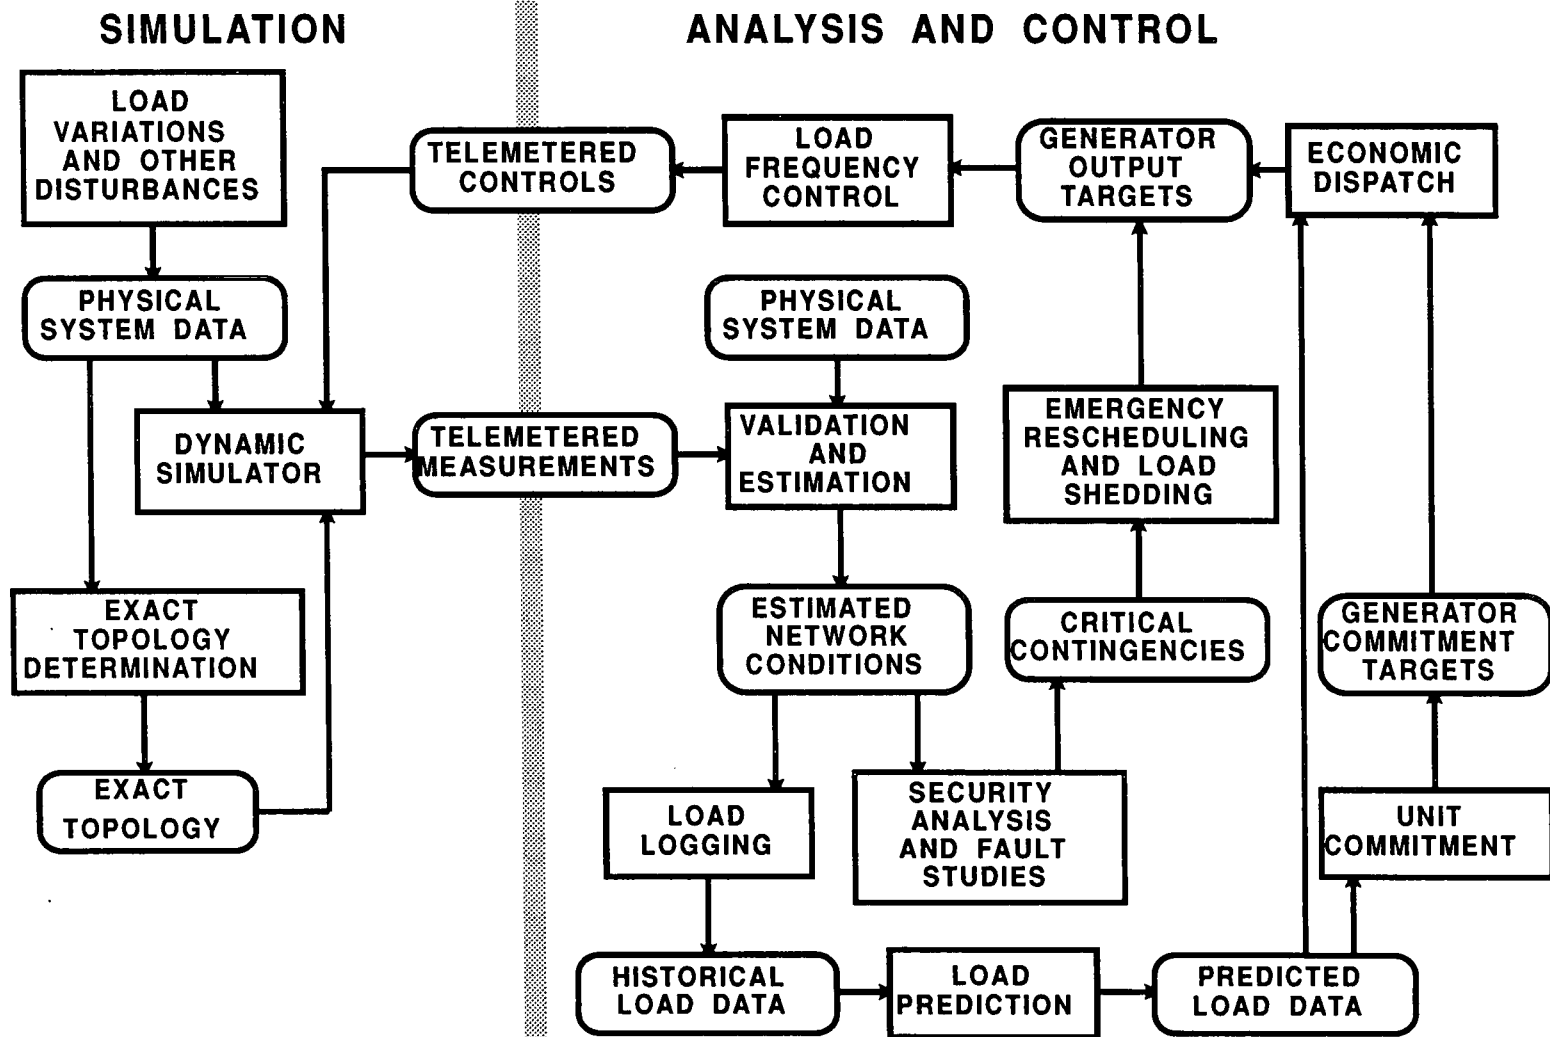 SIMULATION
ANALYSIS AND CONTROL
LOAD
VARIATIONS
AND OTHER
DISTURBANCES
TELEMETERED
CONTROLS
LOAD
FREQUENCY
CONTROL
GENERATOR
OUTPUT
TARGETS
ECONOMIC
DISPATCH
PHYSICAL
SYSTEM DATA
PHYSICAL
SYSTEM DATA
DYNAMIC
SIMULATOR
TELEMETERED
MEASUREMENTS
VALIDATION
AND
ESTIMATION
EMERGENCY
RESCHEDULING
AND LOAD
SHEDDING
EXACT
TOPOLOGY
DETERMINATION
ESTIMATED
NETWORK
CONDITIONS
CRITICAL
CONTINGENCIES
GENERATOR
COMMITMENT
TARGETS
EXACT
TOPOLOGY
LOAD
LOGGING
SECURITY
ANALYSIS
AND FAULT
STUDIES
UNIT
COMMITMENT
HISTORICAL
LOAD DATA
LOAD
PREDICTION
PREDICTED
LOAD DATA